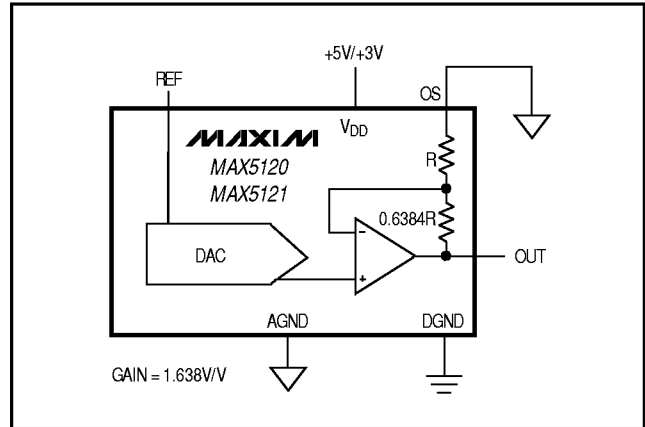 +5V/+3V
REF
OS
VDD
MAXIM
MAX5120
MAX5121
R
0.6384R
-
DAC
+
OUT
AGND
DGND
GAIN = 1.638V/V